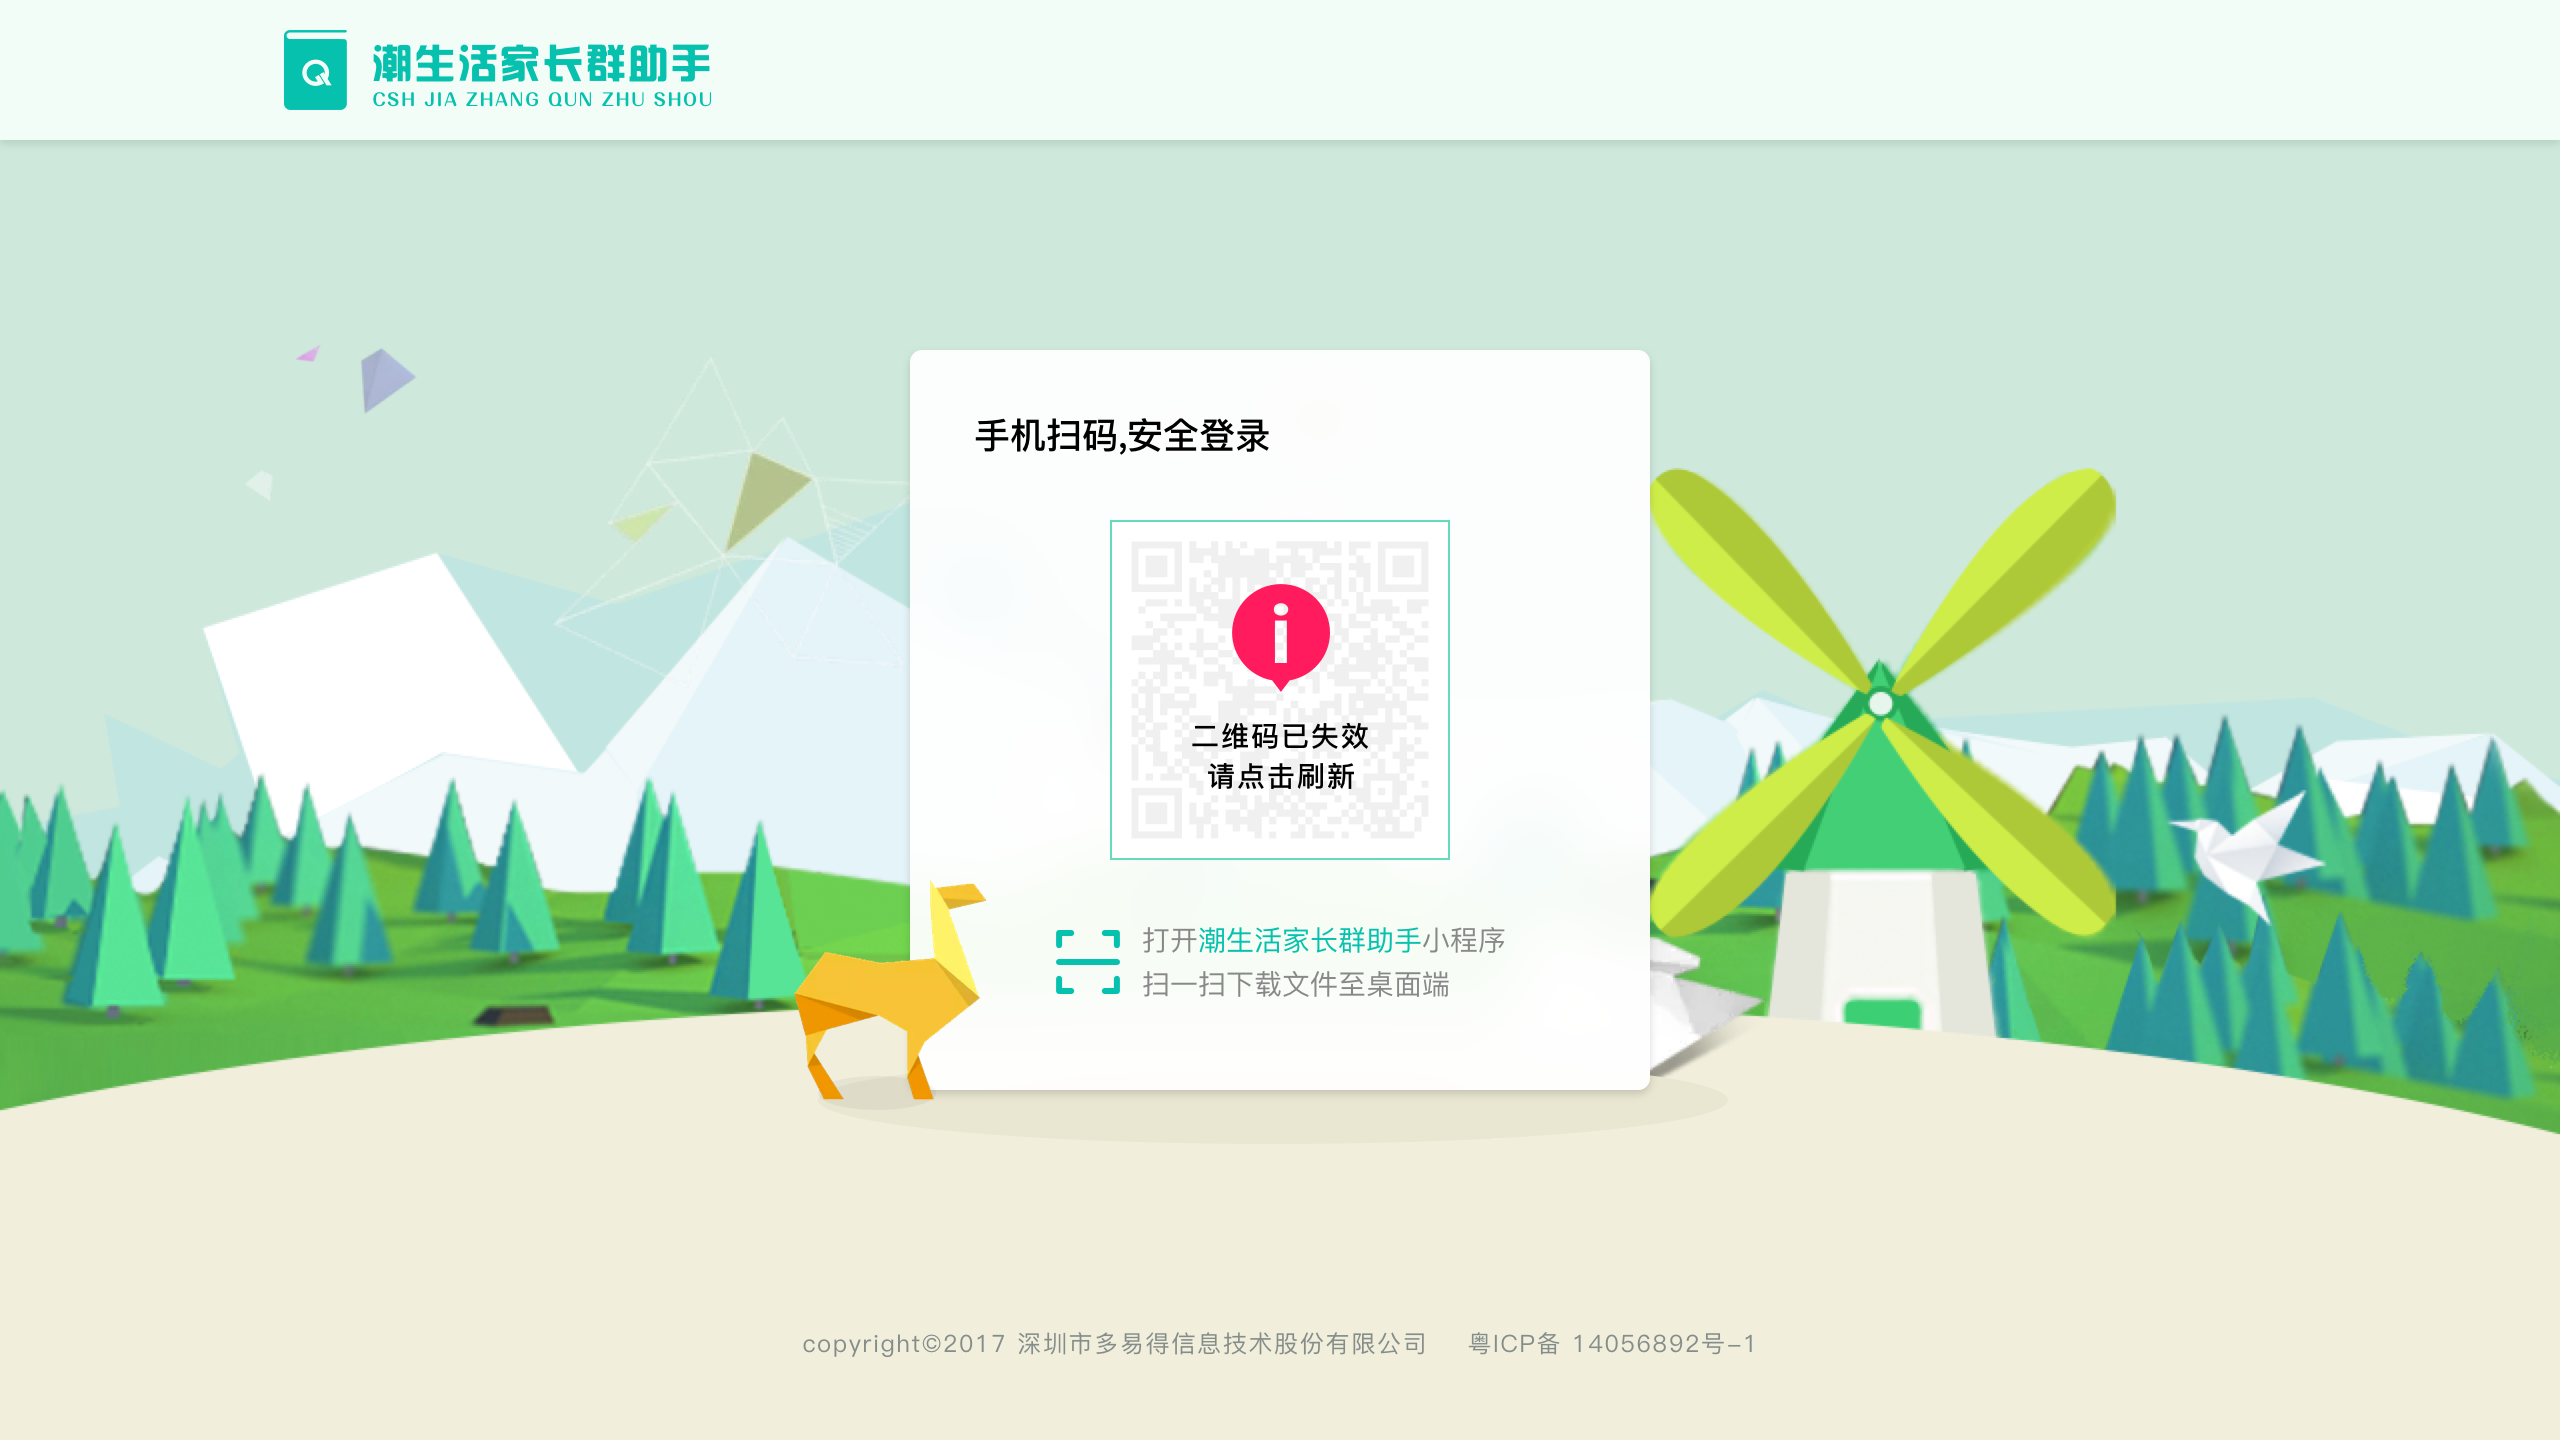 潮生活家长群助手
CSH JIA ZHANG QUN ZHU SHOU
手机扫码,安全登录
二维码已失效
请点击刷新
打开潮生活家长群助手小程序
扫一扫下载文件至桌面端
copyright©2017 深圳市多易得信息技术股份有限公司 粤ICP备 14056892号-1